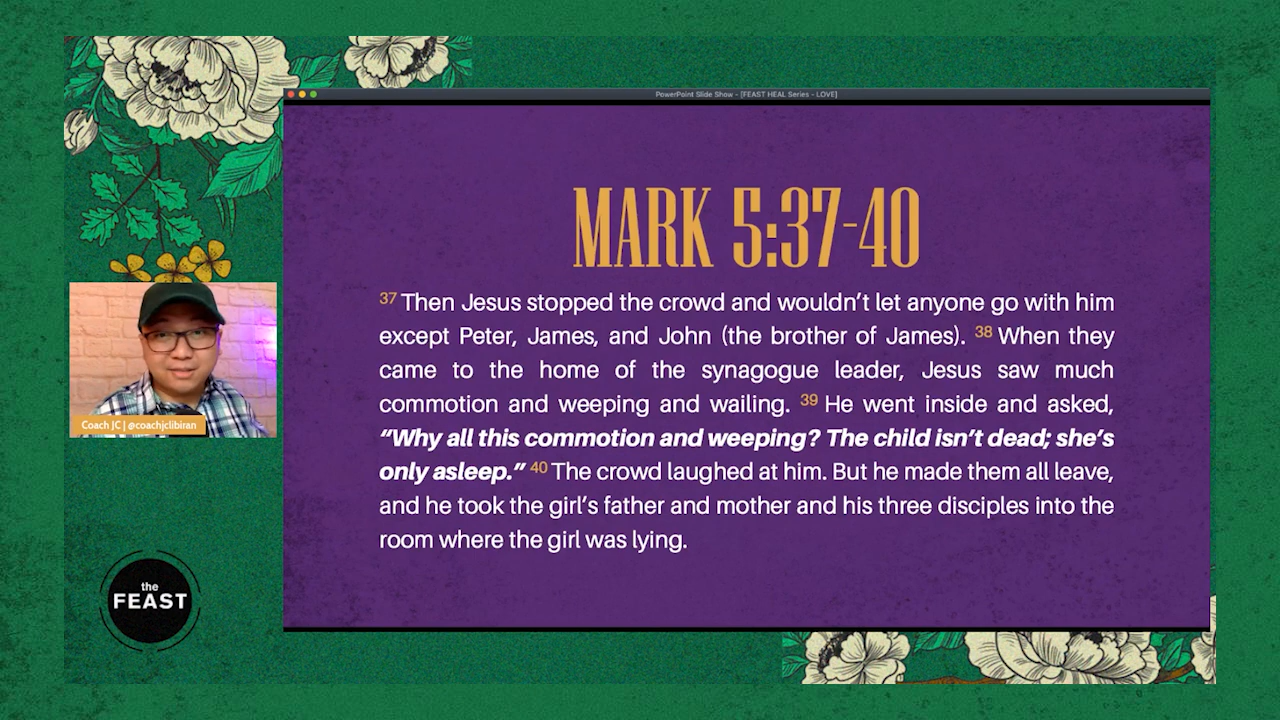 PowerPoint Slide Show - [FEAST HEAL Series - LOVE]
MARK 5:37-40
37 Then Jesus stopped the crowd and wouldn’t let anyone go with him
except Peter, James, and John (the brother of James). 38 When they
came to the home of the synagogue leader, Jesus saw much
commotion and weeping and wailing. 39 He went inside and asked,
“Why all this commotion and weeping? The child isn’t dead; she’s
only asleep.” 40 The crowd laughed at him. But he made them all leave,
and he took the girl’s father and mother and his three disciples into the
room where the girl was lying.
Coach JC | @coachjclibiran
the
FEAST